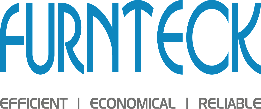 FURNTECK
EFFICIENT | ECONOMICAL | RELIABLE